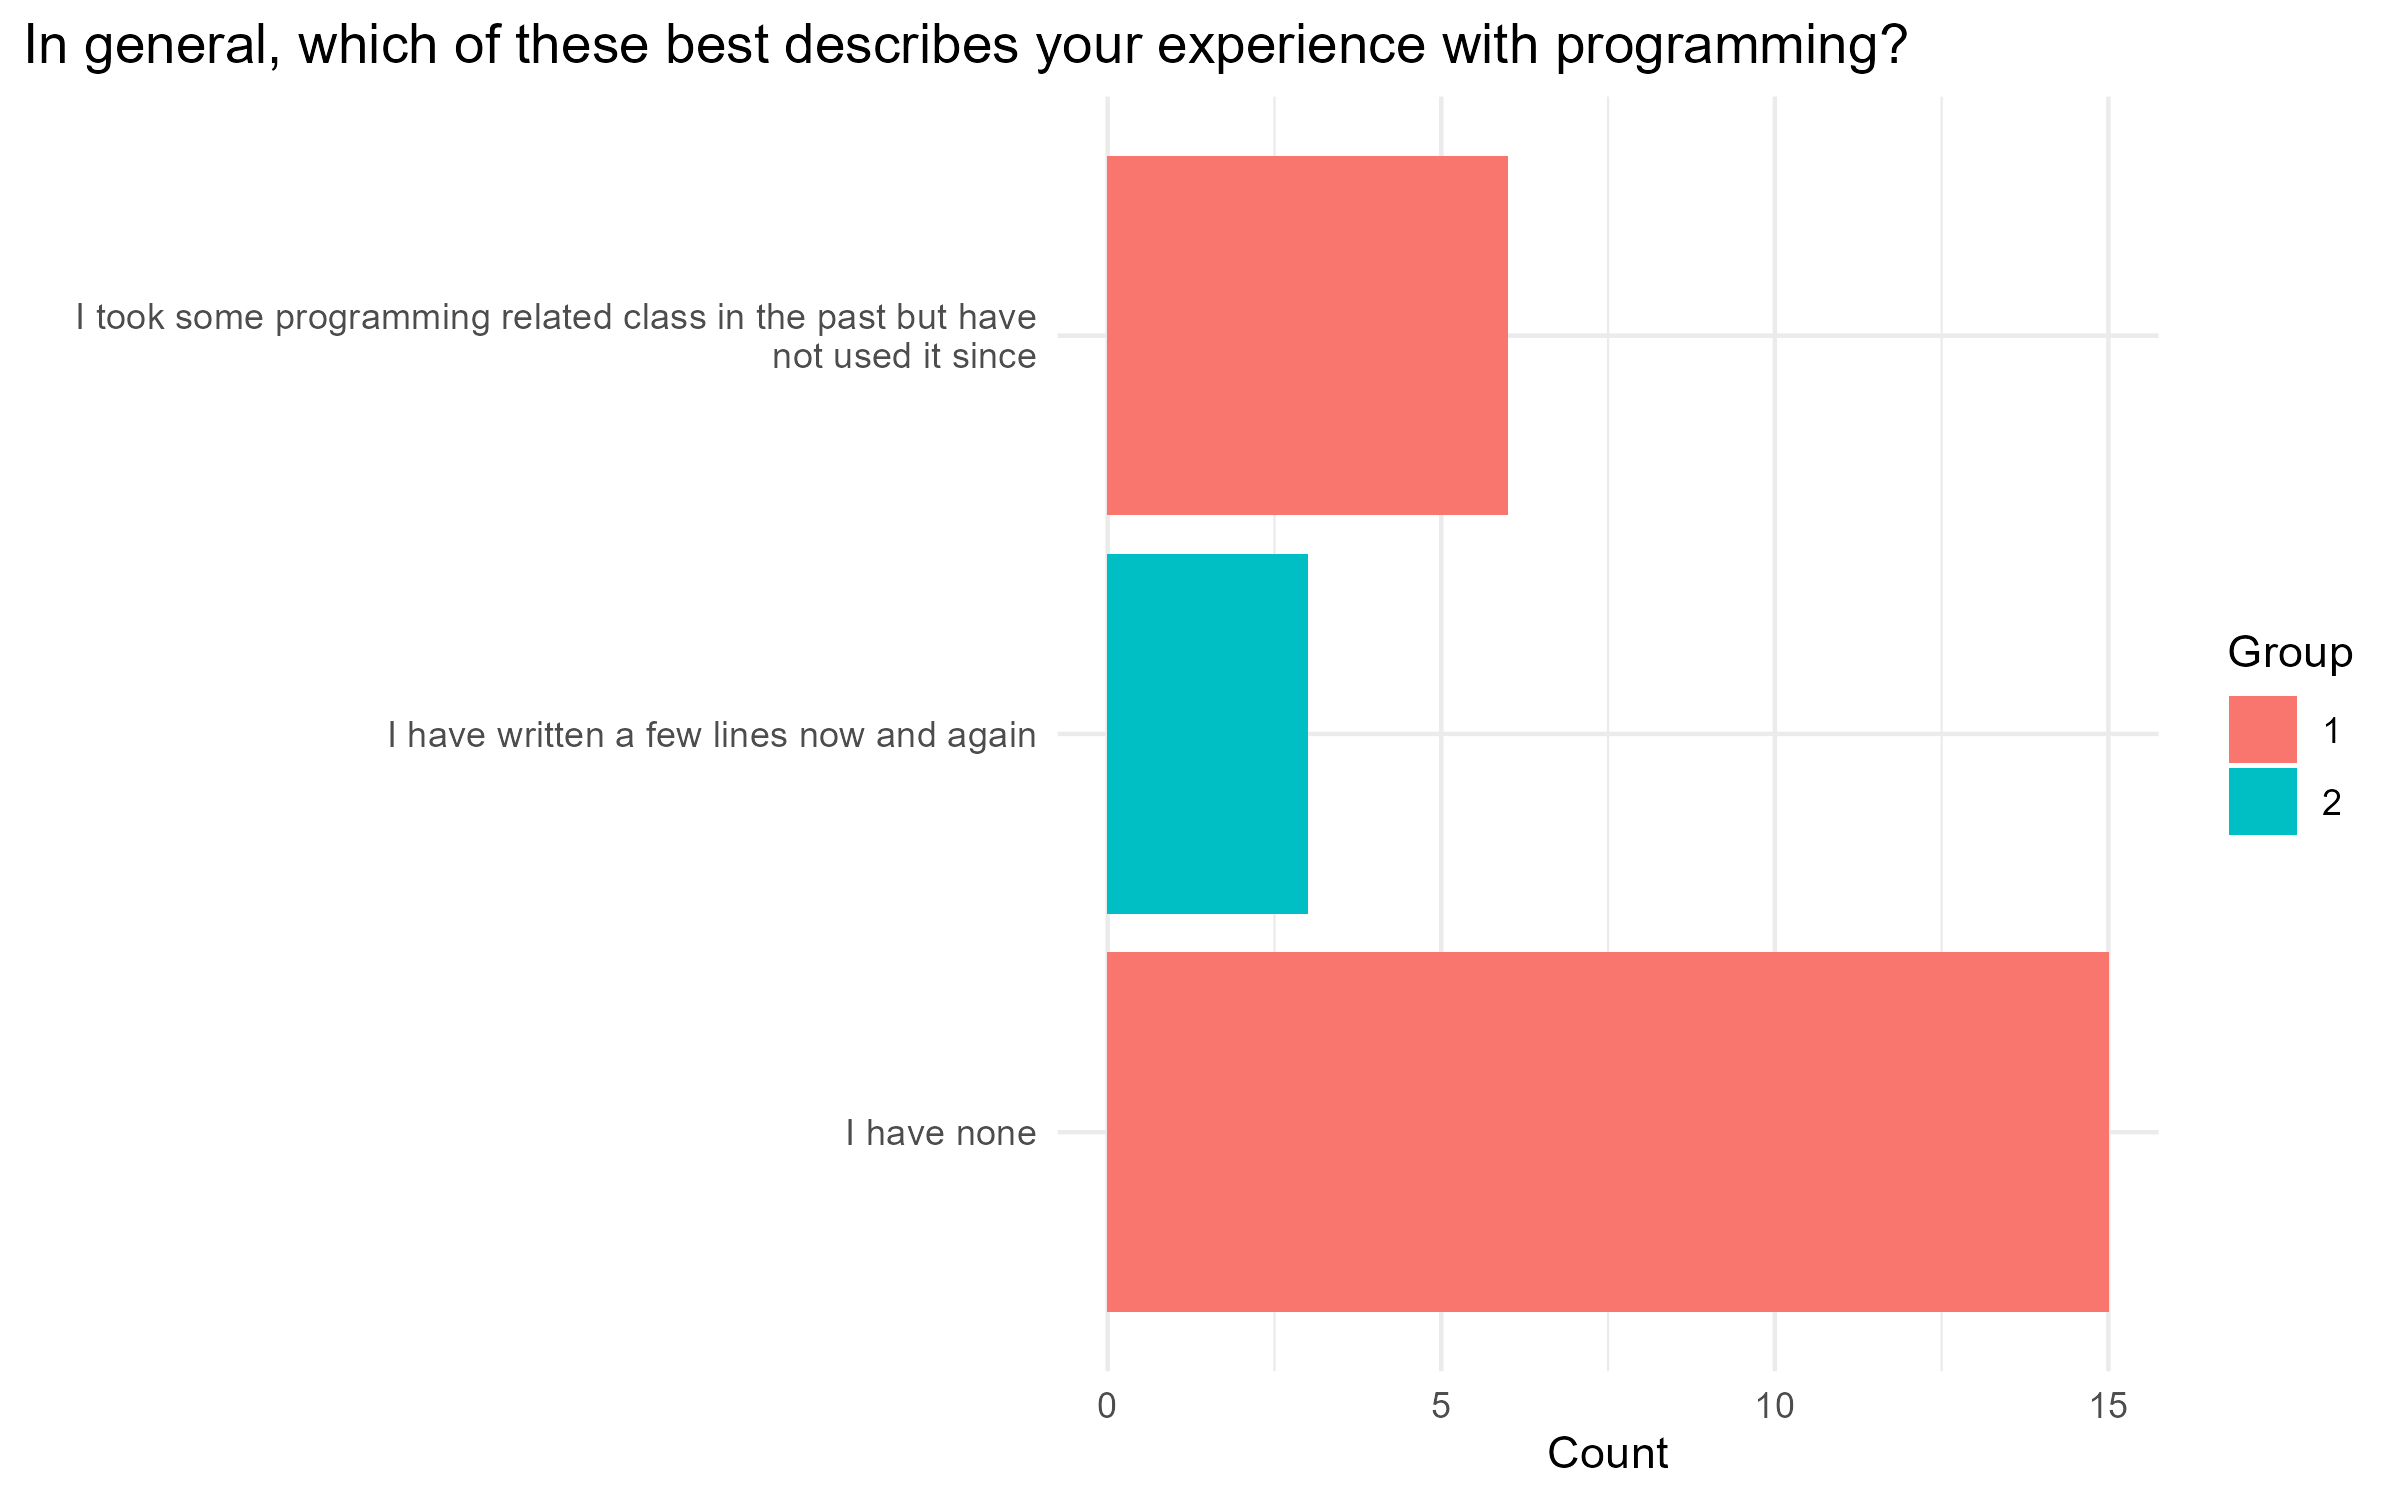 In general, which of these best describes your experience with programming?
I took some programming related class in the past but have
not used it since
I have written a few lines now and again
I have none
0 5 10 15
Count
Group
1
2